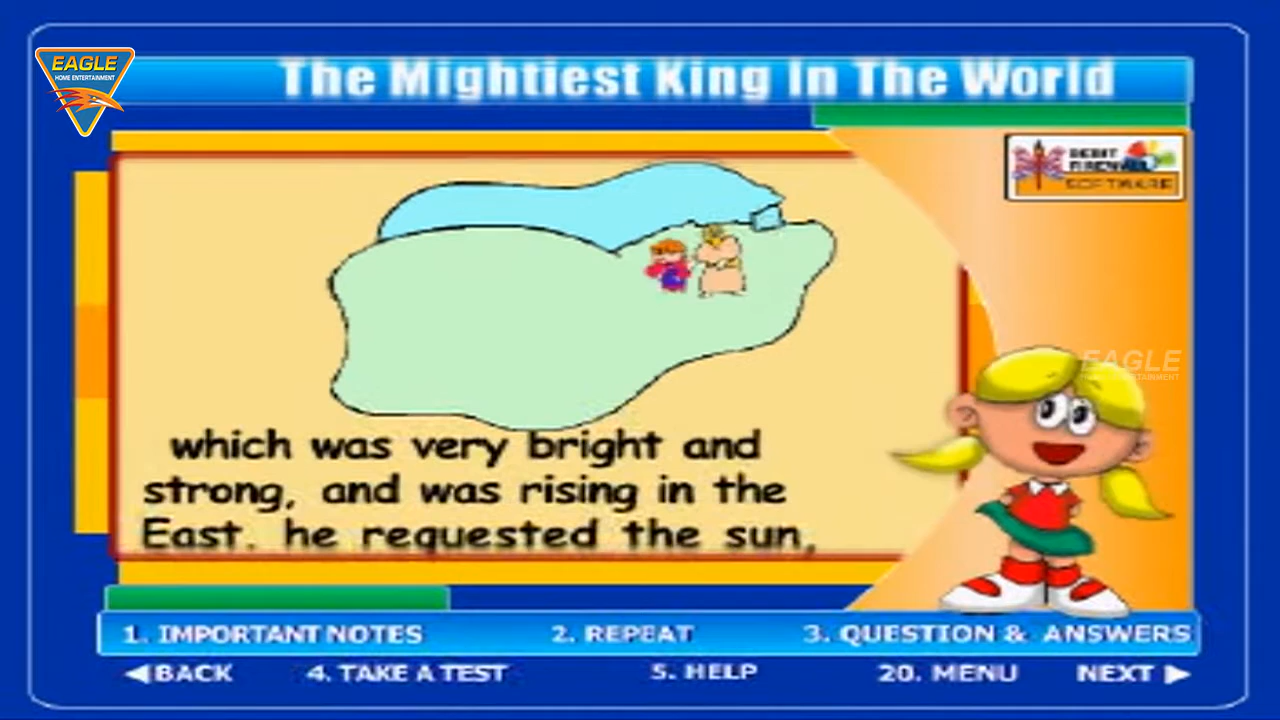 EAGLE
HOME ENTERTAINMENT
The Mightiest King in The World
SOFTWARE
EAGLE
which was very bright and
strong, and was rising in the
East. he requested the sun,
1. IMPORTANT NOTES 2. REPEAT 3. QUESTION & ANSWERS
BACK 4. TAKE A TEST 5. HELP 20. MENU NEXT